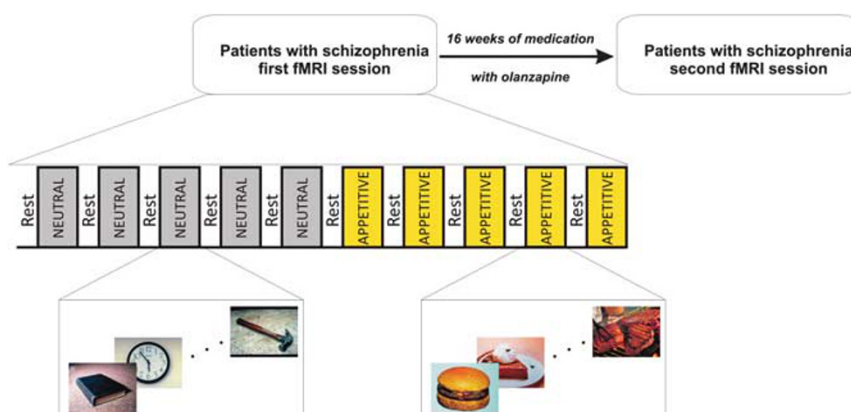 Patients with schizophrenia
first fMRI session
16 weeks of medication
with olanzapine
Patients with schizophrenia
second fMRI session
Rest
NEUTRAL
Rest
NEUTRAL
Rest
NEUTRAL
Rest
NEUTRAL
Rest
NEUTRAL
Rest
APPETITIVE
Rest
APPETITIVE
Rest
APPETITIVE
Rest
APPETITIVE
Rest
APPETITIVE